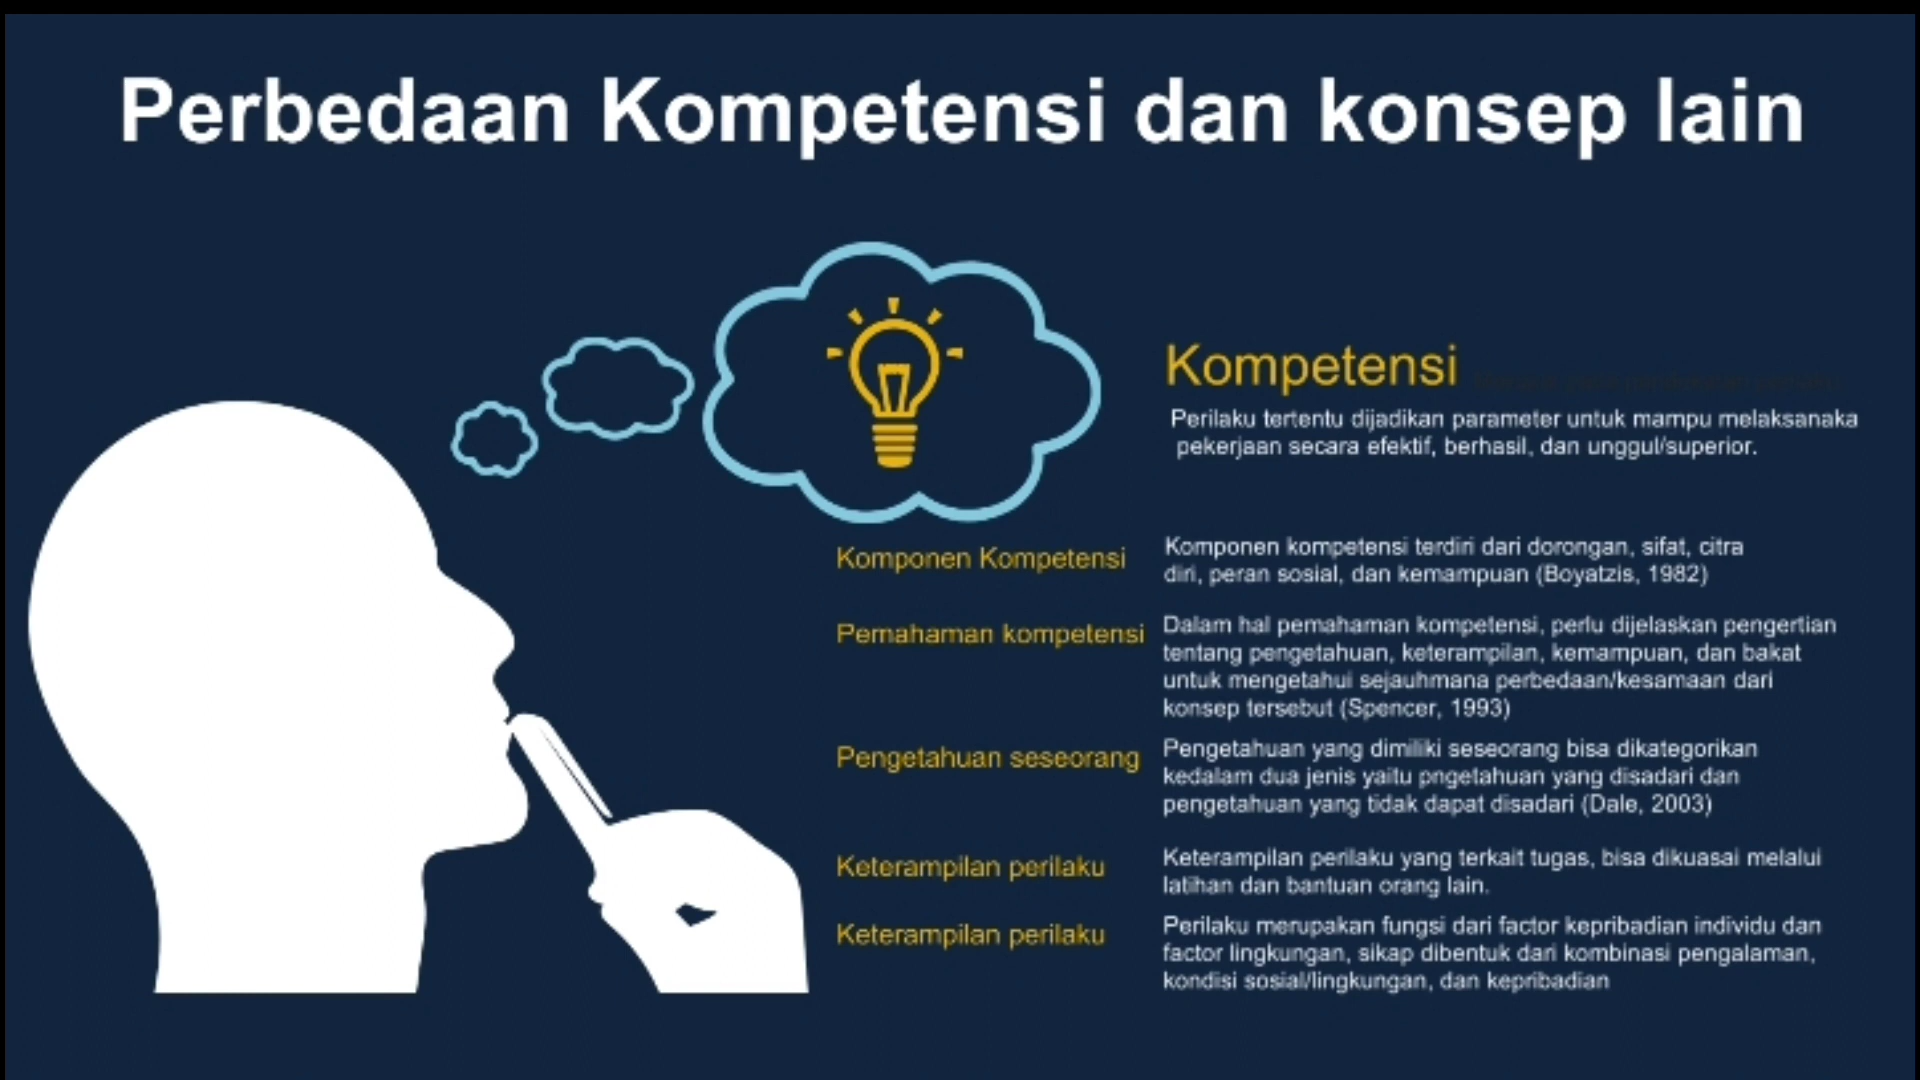 Perbedaan Kompetensi dan konsep lain
Kompetensi
Perilaku tertentu dijadikan parameter untuk mampu melaksanaka
pekerjaan secara efektif, berhasil, dan unggul/superior.
Komponen Kompetensi
Komponen kompetensi terdiri dari dorongan, sifat, citra
diri, peran sosial, dan kemampuan (Boyatzis, 1982)
Pemahaman kompetensi
Dalam hal pemahaman kompetensi, perlu dijelaskan pengertian
tentang pengetahuan, keterampilan, kemampuan, dan bakat
untuk mengetahui sejauhmana perbedaan/kesamaan dari
konsep tersebut (Spencer, 1993)
Pengetahuan seseorang
Pengetahuan yang dimiliki seseorang bisa dikategorikan
kedalam dua jenis yaitu pngetahuan yang disadari dan
pengetahuan yang tidak dapat disadari (Dale, 2003)
Keterampilan perilaku
Keterampilan perilaku yang terkait tugas, bisa dikuasai melalui
latihan dan bantuan orang lain.
Keterampilan perilaku
Perilaku merupakan fungsi dari factor kepribadian individu dan
factor lingkungan, sikap dibentuk dari kombinasi pengalaman,
kondisi sosial/lingkungan, dan kepribadian